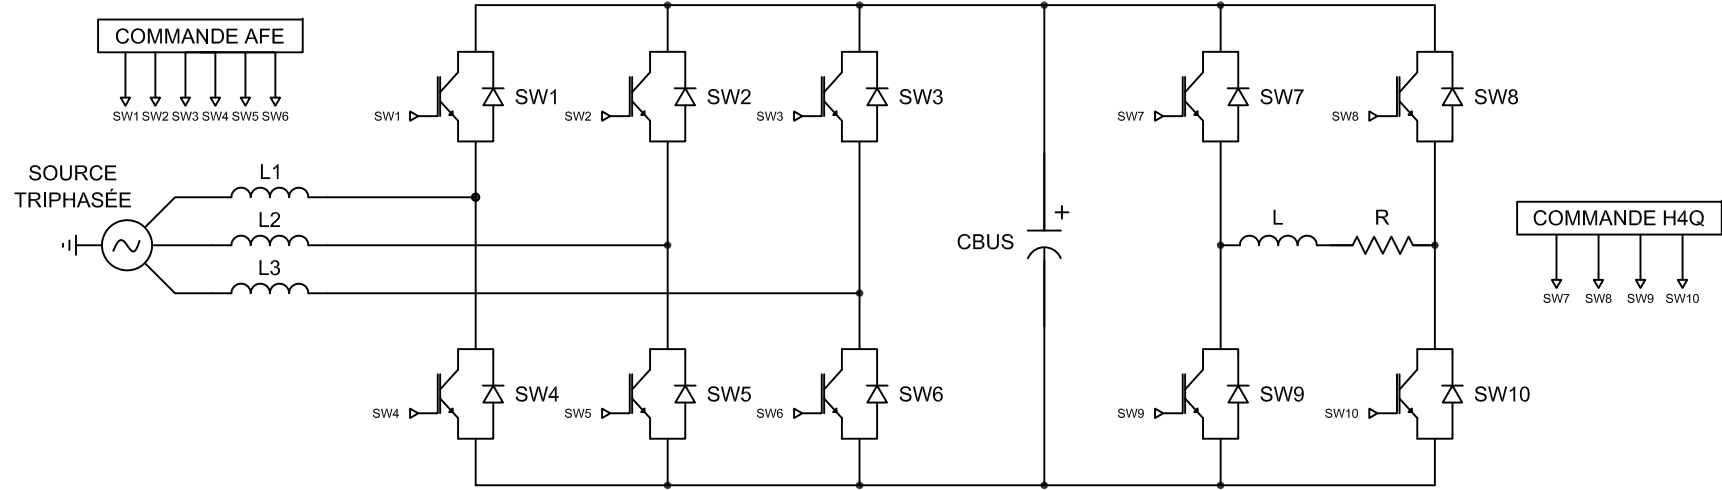 COMMANDE AFE
SW1 SW2 SW3 SW4 SW5 SW6
SW1 SW1
SW2 SW2
SW3 SW3
SW7 SW7
SW8 SW8
SOURCE
TRIPHASÉE
L1
L2
L3
CBUS
+
L
R
COMMANDE H4Q
SW7 SW8 SW9 SW10
SW4 SW4
SW5 SW5
SW6 SW6
SW9 SW9
SW10 SW10